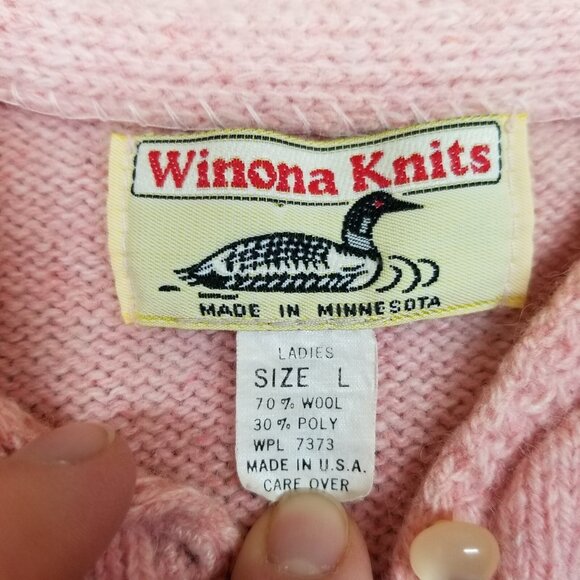 Winona Knits
MADE IN MINNESOTA
LADIES
SIZE L
70% WOOL
30% POLY
WPL 7373
MADE IN U.S.A.
CARE OVER